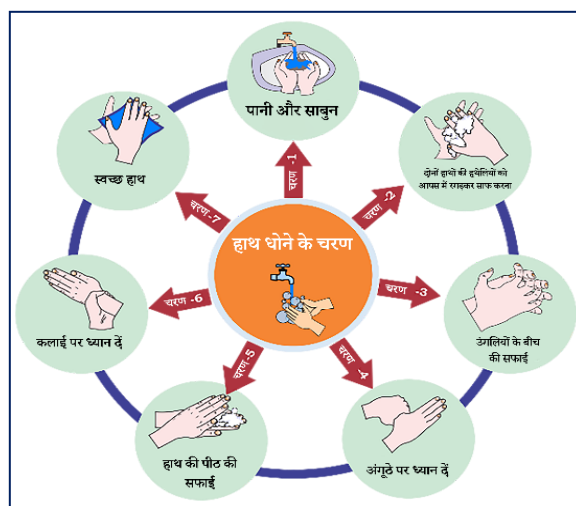 हाथ धोने के चरण
चरण -1
पानी और साबुन
चरण -2
दोनों हाथों की हथेलियों को
आपस में रगड़कर साफ करना
चरण -3
उंगलियों के बीच
की सफाई
चरण -4
अंगूठे पर ध्यान दें
चरण -5
हाथ की पीठ की
सफाई
चरण -6
कलाई पर ध्यान दें
चरण -7
स्वच्छ हाथ